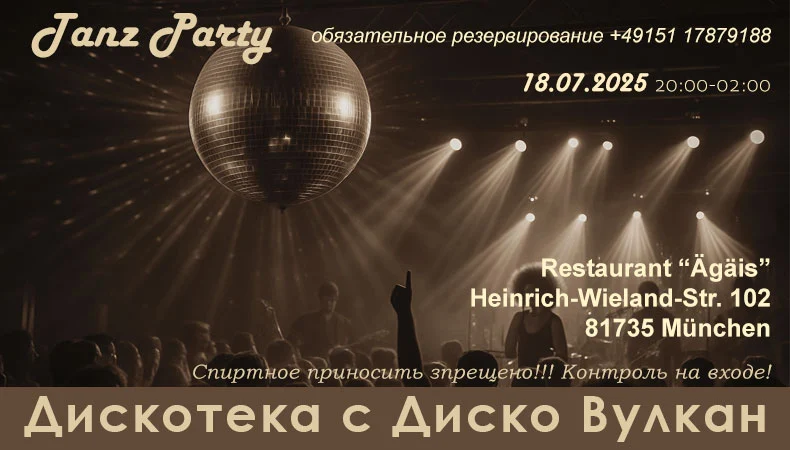 Tanz Party
обязательное резервирование +49151 17879188
18.07.2025 20:00-02:00
Restaurant “Ägäis”
Heinrich-Wieland-Str. 102
81735 München
Спиртное приносить зпрещено!!! Контроль на входе!
Дискотека с Диско Вулкан